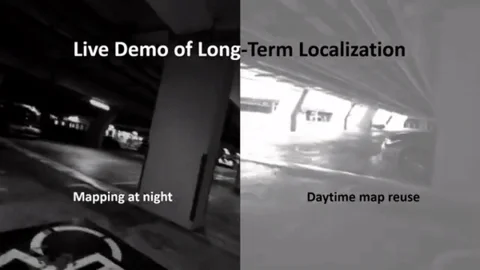 Live Demo of Long-Term Localization
Mapping at night
Daytime map reuse